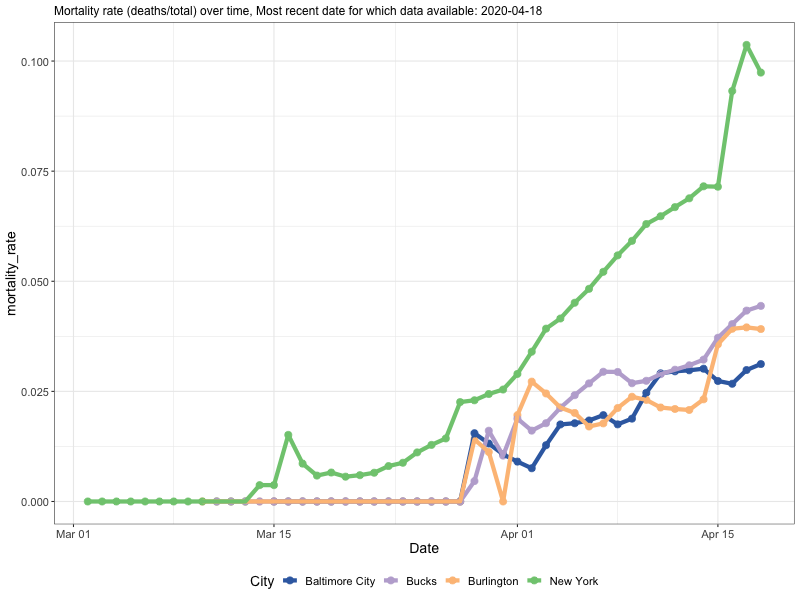 Mortality rate (deaths/total) over time, Most recent date for which data available: 2020-04-18
0.100
0.075
0.050
0.025
0.000
mortality_rate
Mar 01
Mar 15
Apr 01
Apr 15
Date
City
Baltimore City
Bucks
Burlington
New York